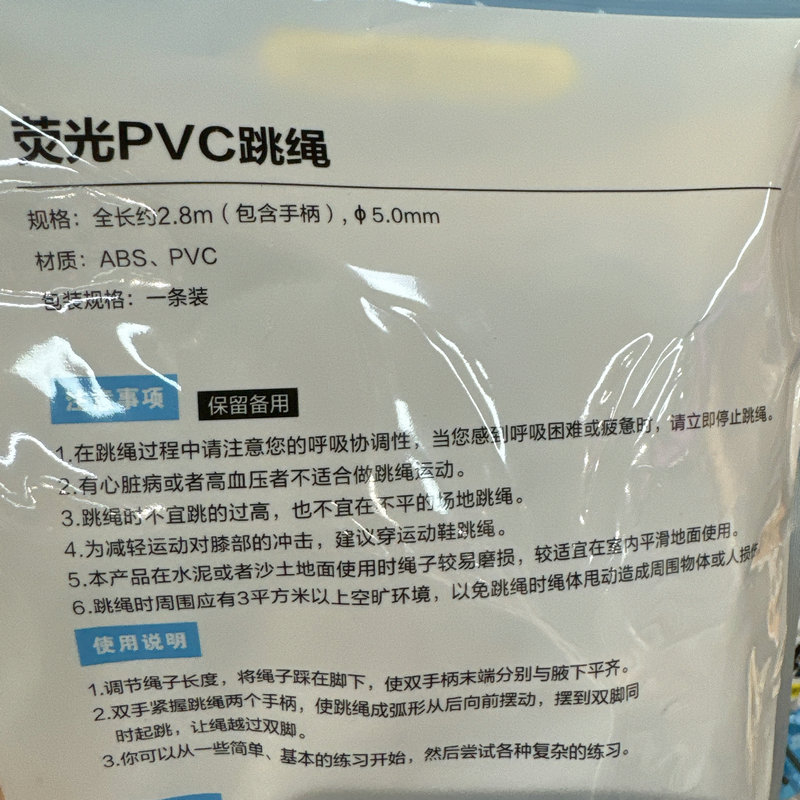 荧光PVC跳绳
规格：全长约2.8m（包含手柄），ϕ5.0mm
材质：ABS、PVC
包装规格：一条装
注意事项 保留备用
1.在跳绳过程中请注意您的呼吸协调性，当您感到呼吸困难或疲惫时，请立即停止跳绳。
2.有心脏病或者高血压者不适合做跳绳运动。
3.跳绳时不宜跳的过高，也不宜在不平的场地跳绳。
4.为减轻运动对膝部的冲击，建议穿运动鞋跳绳。
5.本产品在水泥或者沙土地面使用时绳子较易磨损，较适宜在室内平滑地面使用。
6.跳绳时周围应有3平方米以上空旷环境，以免跳绳时绳体甩动造成周围物体或人损伤
使用说明
1.调节绳子长度，将绳子踩在脚下，使双手柄末端分别与腋下平齐。
2.双手紧握跳绳两个手柄，使跳绳成弧形从后向前摆动，摆到双脚同
时起跳，让绳越过双脚。
3.你可以从一些简单、基本的练习开始，然后尝试各种复杂的练习。